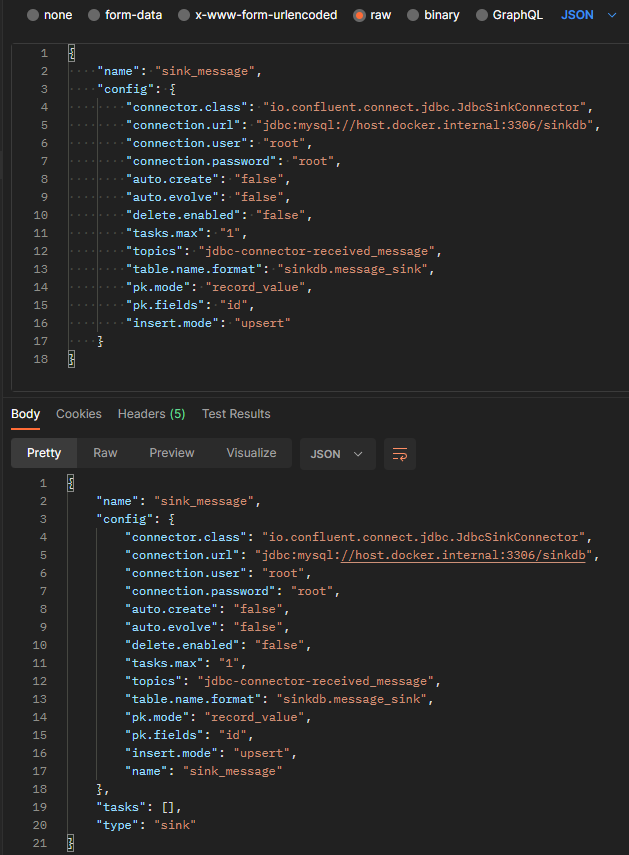 none form-data x-www-form-urlencoded raw binary GraphQL JSON
1 {
2 "name": "sink_message",
3 "config": {
4 "connector.class": "io.confluent.connect.jdbc.JdbcSinkConnector",
5 "connection.url": "jdbc:mysql://host.docker.internal:3306/sinkdb",
6 "connection.user": "root",
7 "connection.password": "root",
8 "auto.create": "false",
9 "auto.evolve": "false",
10 "delete.enabled": "false",
11 "tasks.max": "1",
12 "topics": "jdbc-connector-received_message",
13 "table.name.format": "sinkdb.message_sink",
14 "pk.mode": "record_value",
15 "pk.fields": "id",
16 "insert.mode": "upsert"
17 }
18 }
Body Cookies Headers (5) Test Results
Pretty Raw Preview Visualize JSON
1 {
2 "name": "sink_message",
3 "config": {
4 "connector.class": "io.confluent.connect.jdbc.JdbcSinkConnector",
5 "connection.url": "jdbc:mysql://host.docker.internal:3306/sinkdb",
6 "connection.user": "root",
7 "connection.password": "root",
8 "auto.create": "false",
9 "auto.evolve": "false",
10 "delete.enabled": "false",
11 "tasks.max": "1",
12 "topics": "jdbc-connector-received_message",
13 "table.name.format": "sinkdb.message_sink",
14 "pk.mode": "record_value",
15 "pk.fields": "id",
16 "insert.mode": "upsert",
17 "name": "sink_message"
18 },
19 "tasks": [],
20 "type": "sink"
21 }